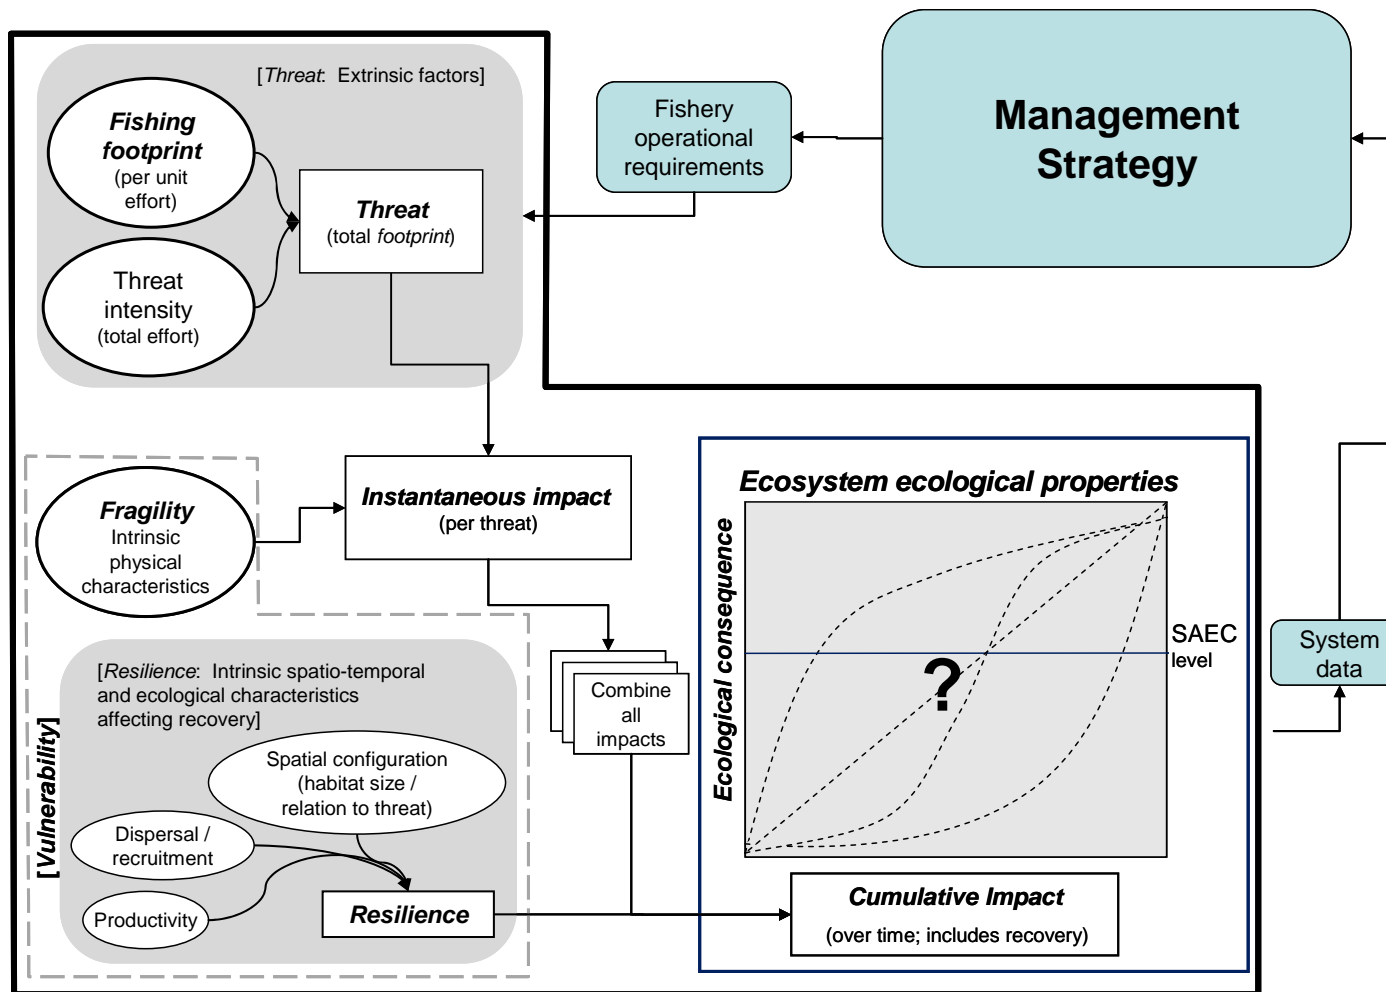 [Threat: Extrinsic factors]
Fishing
footprint
(per unit
effort)
Threat
intensity
(total effort)
Threat
(total footprint)
Fishery
operational
requirements
Management
Strategy
Fragility
Intrinsic
physical
characteristics
Instantaneous impact
(per threat)
[Vulnerability]
[Resilience: Intrinsic spatio-temporal
and ecological characteristics
affecting recovery]
Spatial configuration
(habitat size /
relation to threat)
Dispersal /
recruitment
Productivity
Resilience
Combine
all
impacts
Ecosystem ecological properties
Ecological consequence
?
SAEC
level
Cumulative Impact
(over time; includes recovery)
System
data